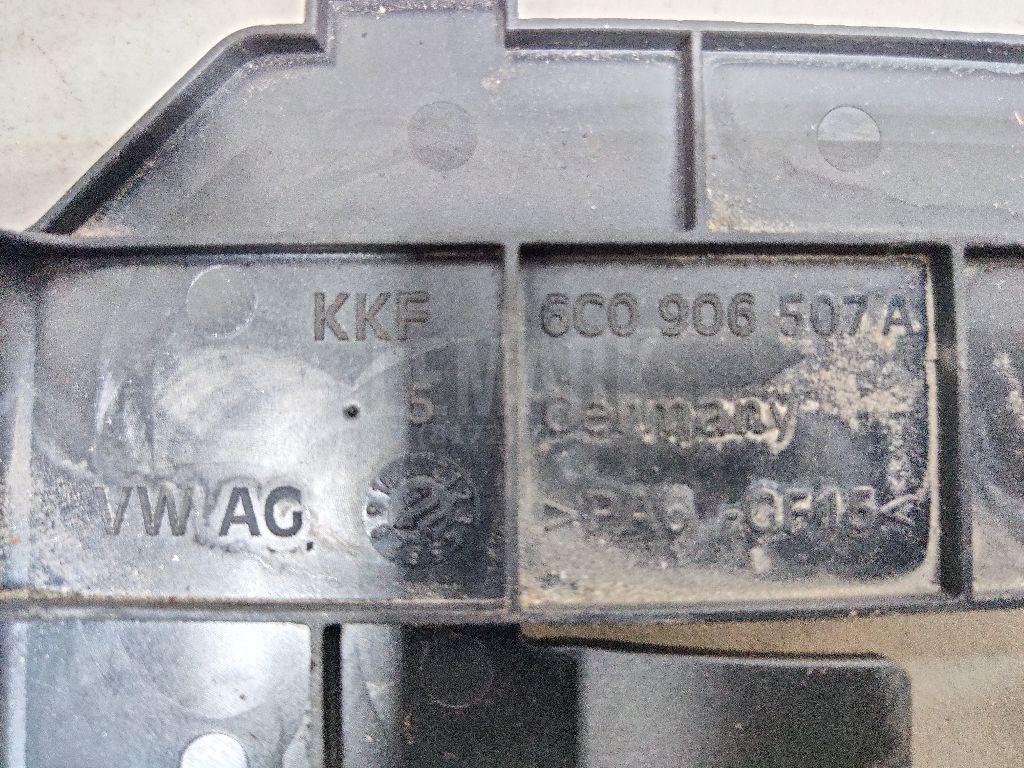 KKF
6C0 906 507 A
5
Germany
VW AG
>PA6 -GF15<